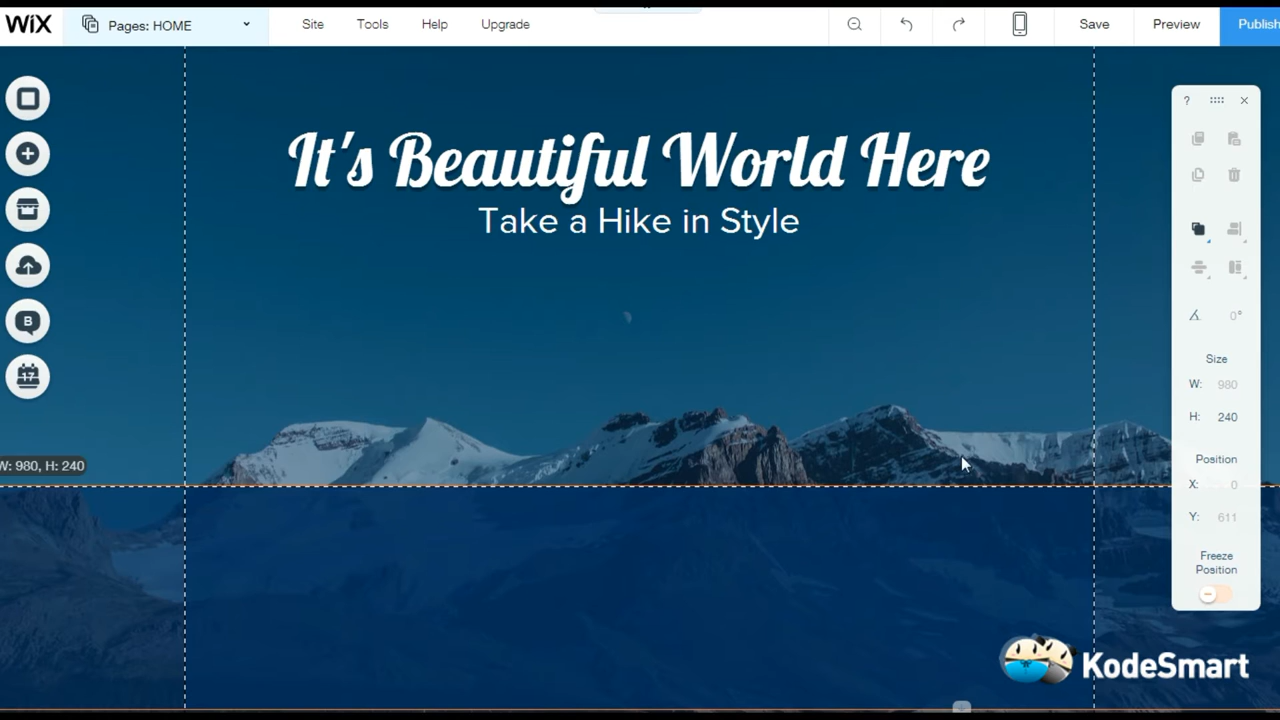 WiX Pages: HOME Site Tools Help Upgrade Save Preview Publish
? 
It's Beautiful World Here
Take a Hike in Style
B
17
0°
Size
W: 980
H: 240
W: 980, H: 240
Position
X: 0
Y: 611
Freeze
Position
KodeSmart